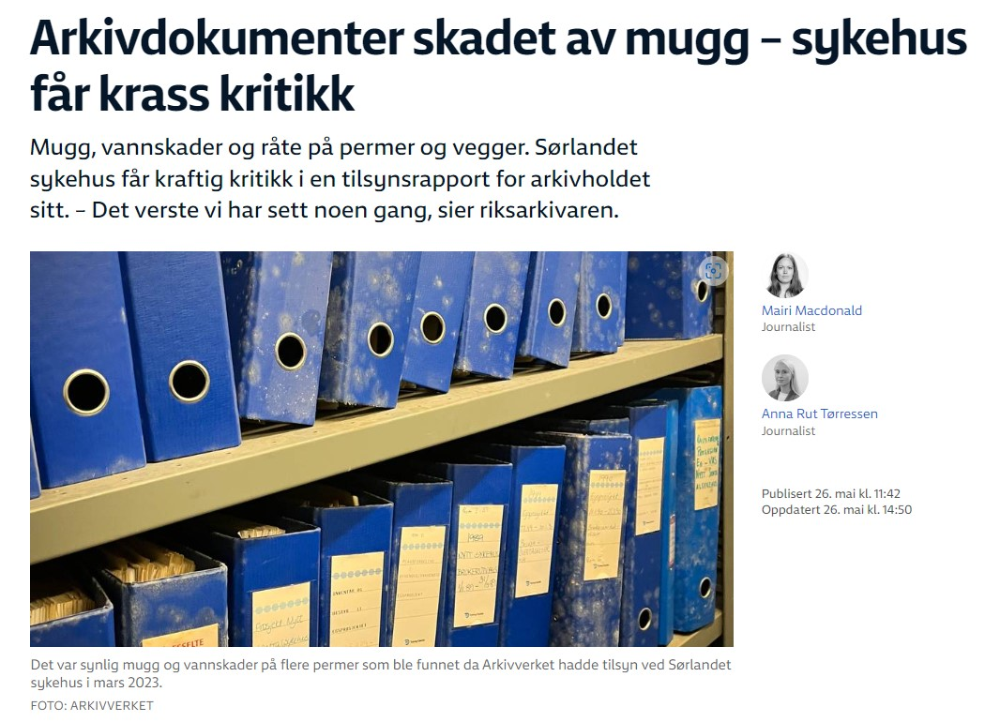 Arkivdokumenter skadet av mugg – sykehus
får krass kritikk
Mugg, vannskader og råte på permer og vegger. Sørlandet
sykehus får kraftig kritikk i en tilsynsrapport for arkivholdet
sitt. – Det verste vi har sett noen gang, sier riksarkivaren.
Mairi Macdonald
Journalist
Anna Rut Tørressen
Journalist
Publisert 26. mai kl. 11:42
Oppdatert 26. mai kl. 14:50
1989
Prosjekt Nytt
Det var synlig mugg og vannskader på flere permer som ble funnet da Arkivverket hadde tilsyn ved Sørlandet
sykehus i mars 2023.
FOTO: ARKIVVERKET